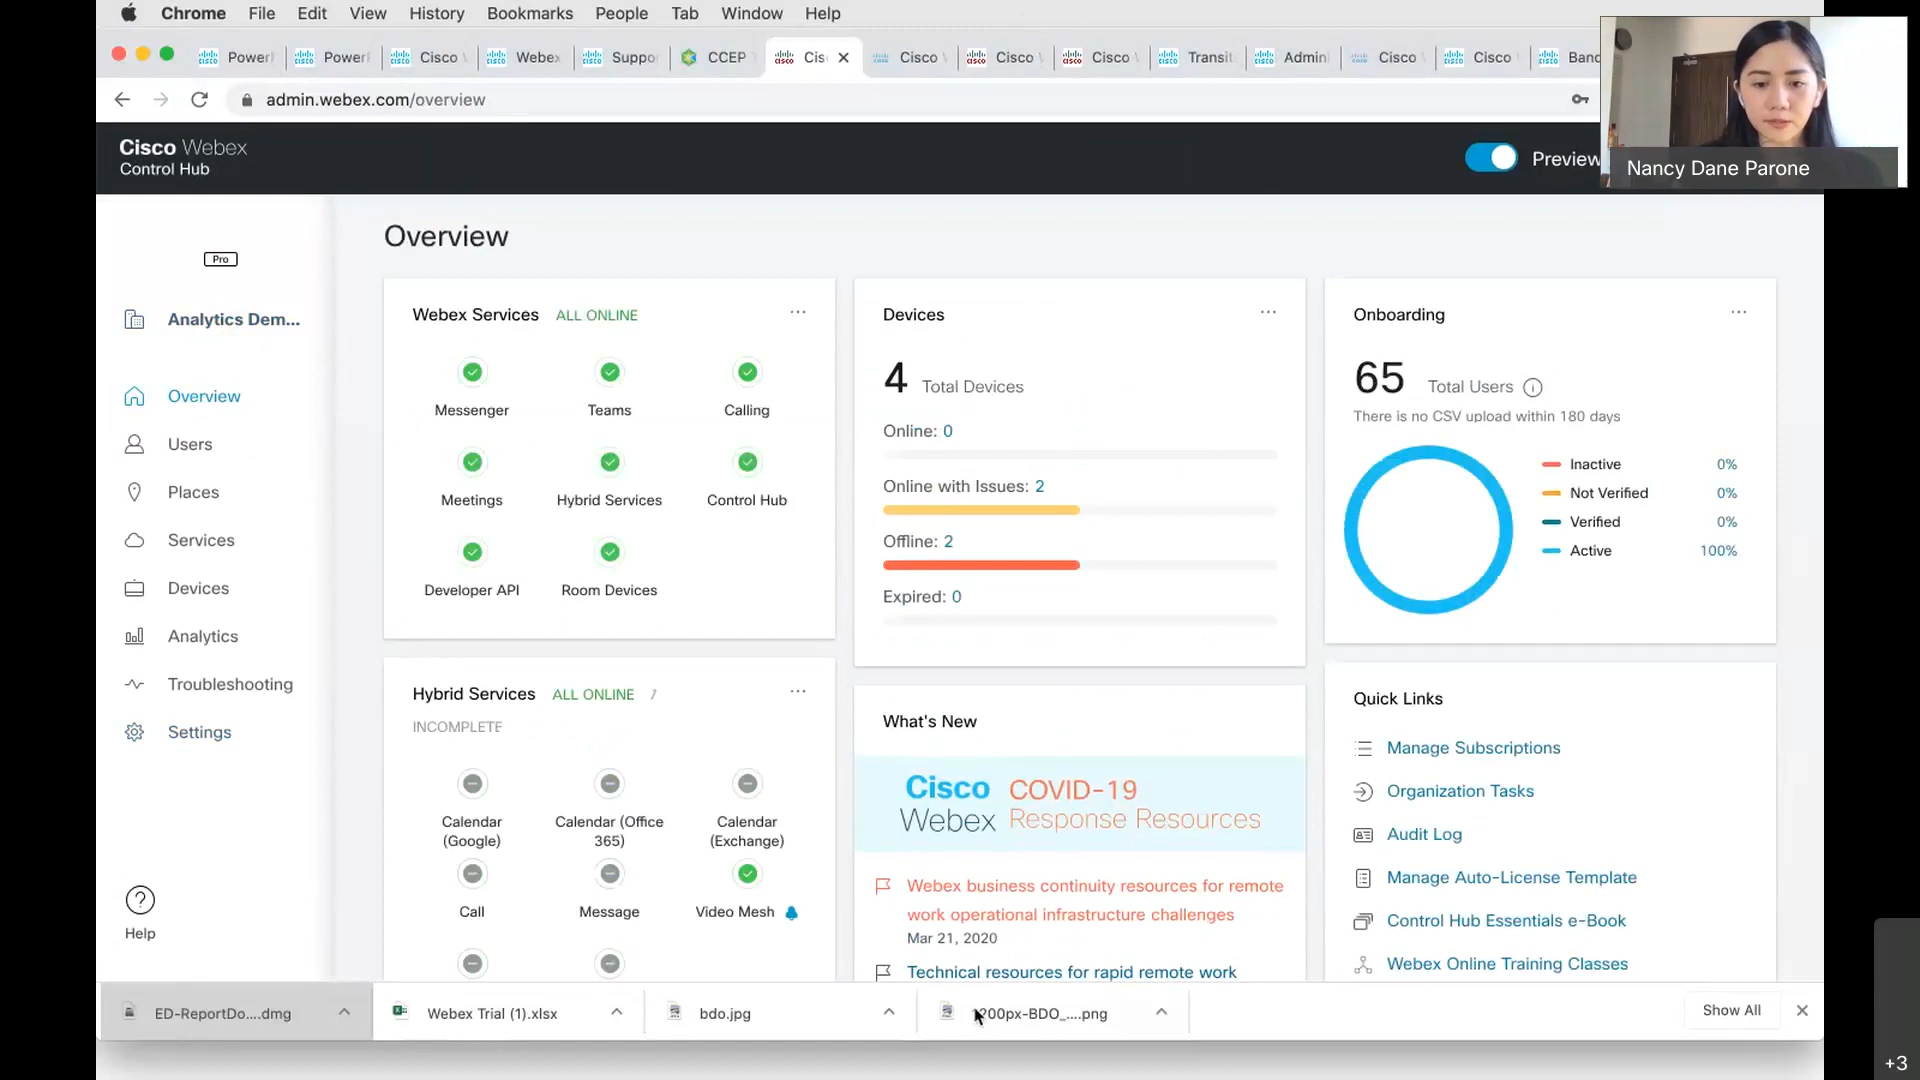 Chrome File Edit View History Bookmarks People Tab Window Help
Power Power Cisco Webex Suppo CCEP Cis Cisco Cisco Cisco Transit Admin Cisco Cisco Banc
admin.webex.com/overview
Cisco Webex
Control Hub
Preview
Nancy Dane Parone
Pro
Analytics Dem...
Overview
Users
Places
Services
Devices
Analytics
Troubleshooting
Settings
Help
Overview
Webex Services ALL ONLINE
Messenger Teams Calling
Meetings Hybrid Services Control Hub
Developer API Room Devices
Hybrid Services ALL ONLINE /
INCOMPLETE
Calendar (Google)
Calendar (Office 365)
Calendar (Exchange)
Call Message Video Mesh
Devices
4 Total Devices
Online: 0
Online with Issues: 2
Offline: 2
Expired: 0
What's New
Cisco Webex
COVID-19
Response Resources
Webex business continuity resources for remote
work operational infrastructure challenges
Mar 21, 2020
Technical resources for rapid remote work
Onboarding
65 Total Users
There is no CSV upload within 180 days
Inactive 0%
Not Verified 0%
Verified 0%
Active 100%
Quick Links
Manage Subscriptions
Organization Tasks
Audit Log
Manage Auto-License Template
Control Hub Essentials e-Book
Webex Online Training Classes
ED-ReportDo....dmg
Webex Trial (1).xlsx
bdo.jpg
200px-BDO_....png
Show All
+3